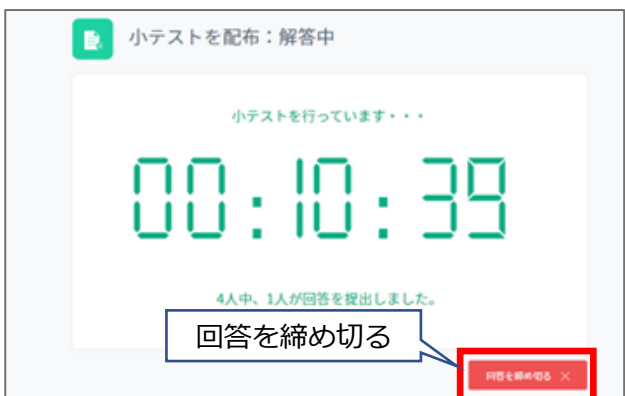 小テストを配布：解答中
小テストを行っています・・・
00:10:39
4人中、1人が回答を提出しました。
回答を締め切る
回答を締め切る ×